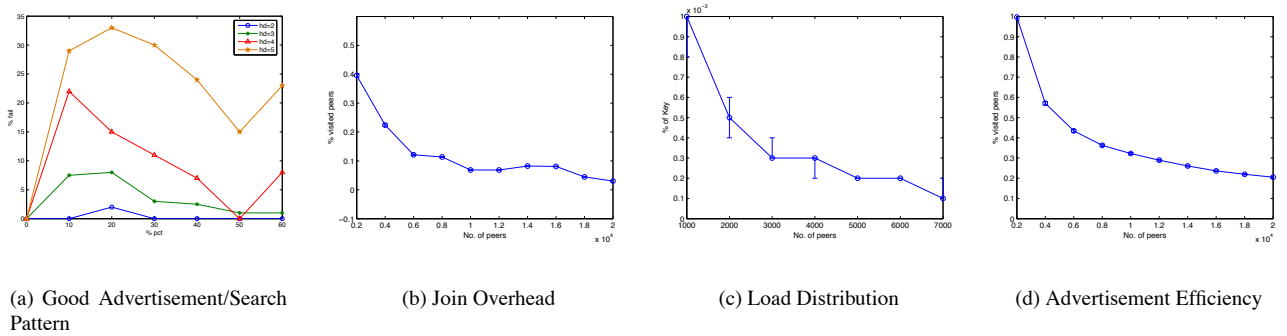 35
30
25
20
15
10
5
0
% fail
0 10 20 30 40 50 60
% pct
hd=2
hd=3
hd=4
hd=5
(a) Good Advertisement/Search
Pattern
0.5
0.4
0.3
0.2
0.1
0
−0.1
% visited peers
0.2 0.4 0.6 0.8 1 1.2 1.4 1.6 1.8 2
No. of peers
x 10^4
(b) Join Overhead
x 10^-3
1
0.9
0.8
0.7
0.6
0.5
0.4
0.3
0.2
0.1
0
% of Key
1000 2000 3000 4000 5000 6000 7000
No. of peers
(c) Load Distribution
1
0.9
0.8
0.7
0.6
0.5
0.4
0.3
0.2
0.1
0
% visited peers
0.2 0.4 0.6 0.8 1 1.2 1.4 1.6 1.8 2
No. of peers
x 10^4
(d) Advertisement Efficiency